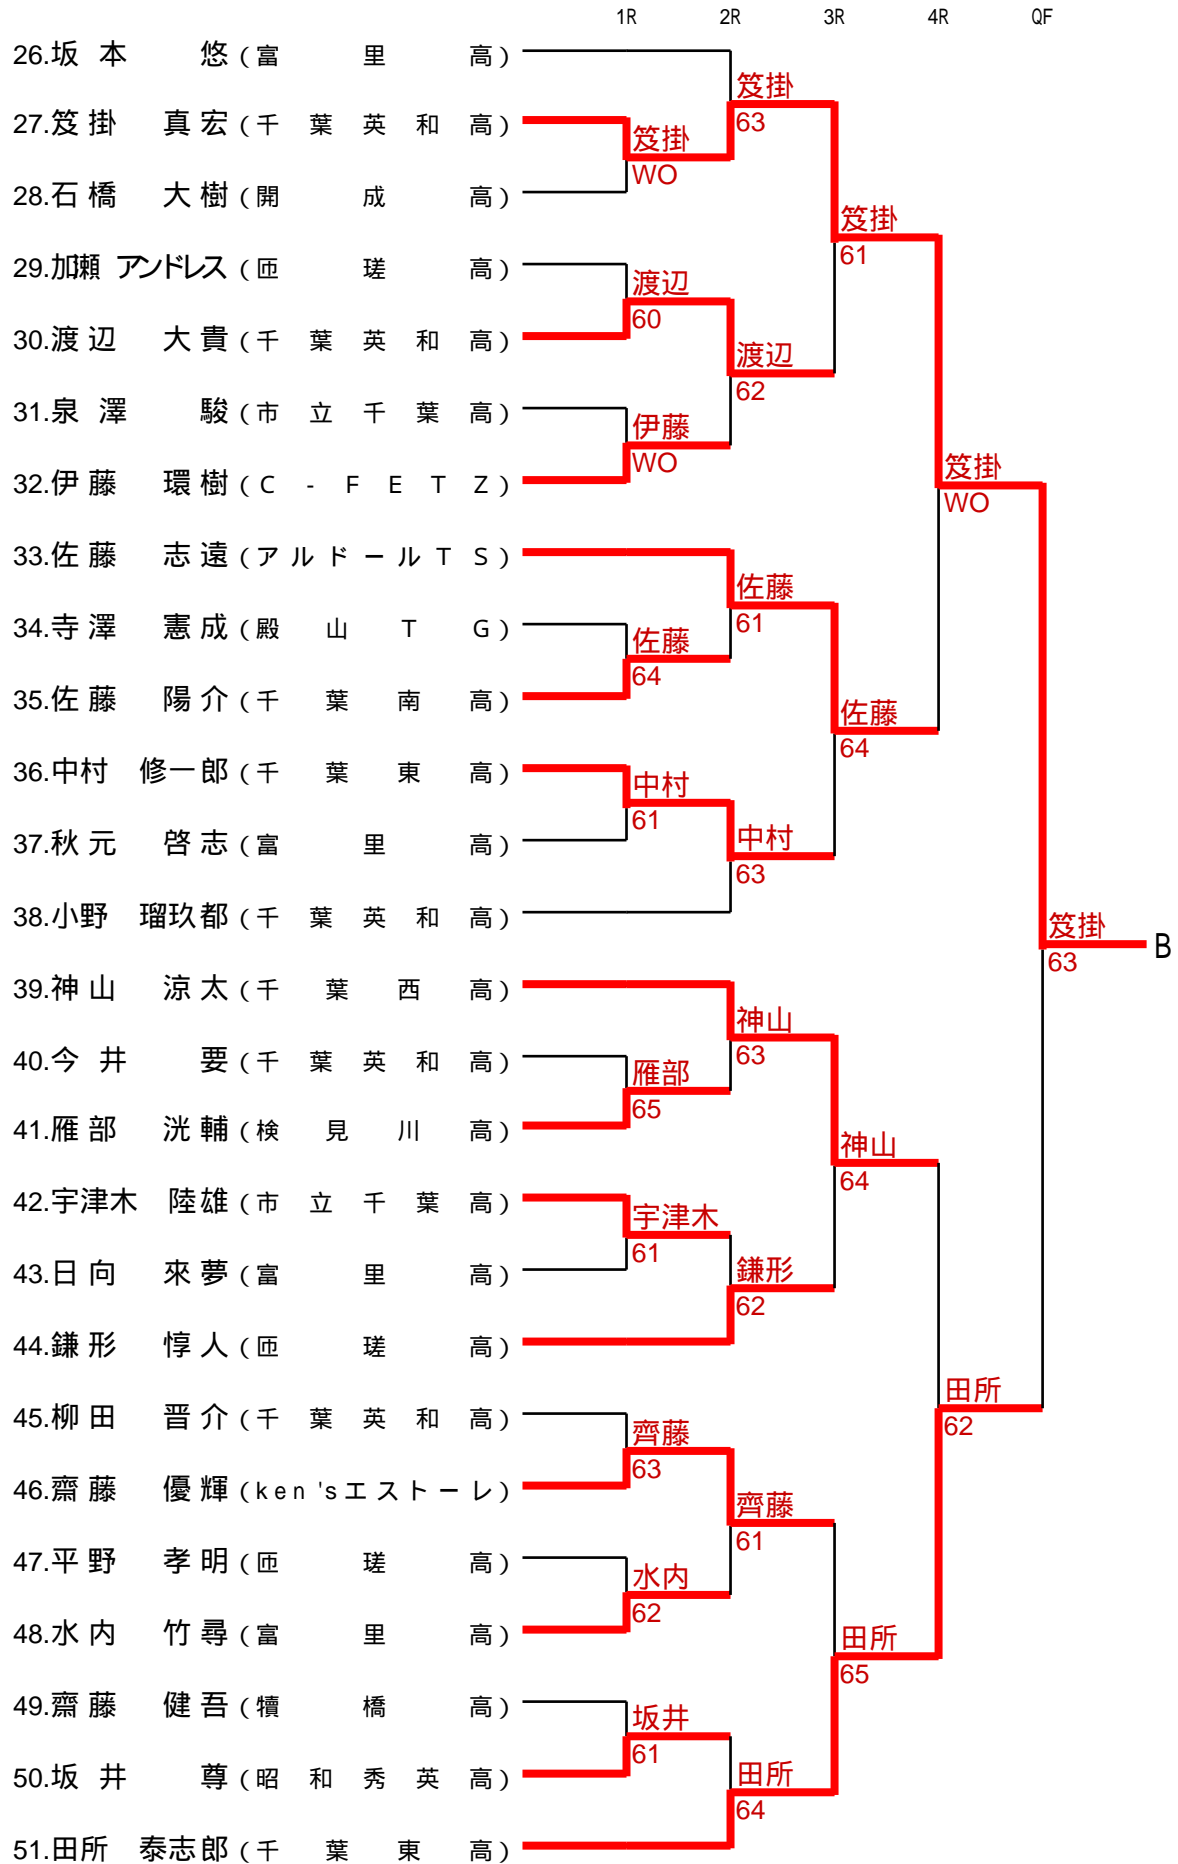 1R 2R 3R 4R QF
26.坂本 悠(富里高)
笈掛
63
27.笈掛 真宏(千葉英和高)
笈掛
WO
28.石橋 大樹(開成高)
笈掛
61
29.加瀬 アンドレス(匝瑳高)
渡辺
60
30.渡辺 大貴(千葉英和高)
渡辺
62
31.泉澤 駿(市立千葉高)
伊藤
WO
32.伊藤 環樹(C-FETZ)
笈掛
WO
33.佐藤 志遠(アルドールTS)
佐藤
61
34.寺澤 憲成(殿山TG)
佐藤
64
35.佐藤 陽介(千葉南高)
佐藤
64
36.中村 修一郎(千葉東高)
中村
61
37.秋元 啓志(富里高)
中村
63
38.小野 瑠玖都(千葉英和高)
笈掛
63
B
39.神山 涼太(千葉西高)
神山
63
40.今井 要(千葉英和高)
雁部
65
41.雁部 洸輔(検見川高)
神山
64
42.宇津木 陸雄(市立千葉高)
宇津木
61
43.日向 來夢(富里高)
鎌形
62
44.鎌形 惇人(匝瑳高)
田所
62
45.柳田 晋介(千葉英和高)
齊藤
63
46.齋藤 優輝(ken'sエストーレ)
齊藤
61
47.平野 孝明(匝瑳高)
水内
62
48.水内 竹尋(富里高)
田所
65
49.齋藤 健吾(犢橋高)
坂井
61
50.坂井 尊(昭和秀英高)
田所
64
51.田所 泰志郎(千葉東高)